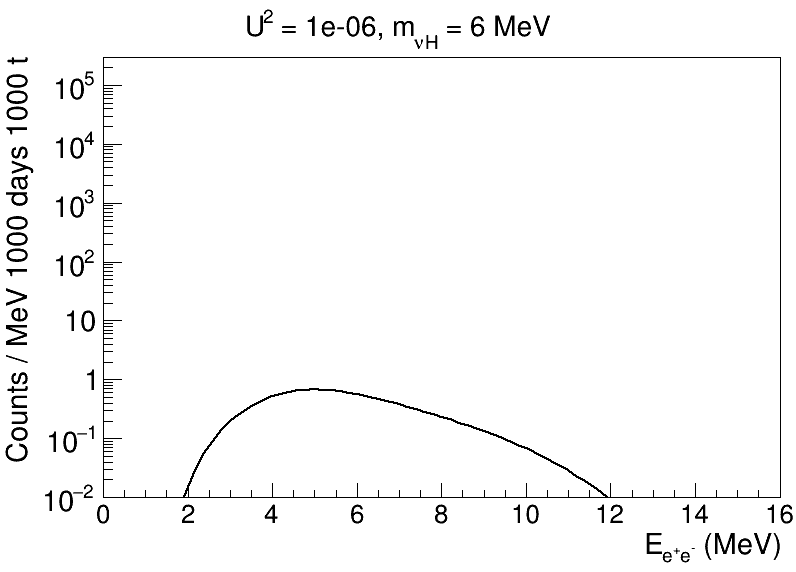 U² = 1e-06, m_νH = 6 MeV
Counts / MeV 1000 days 1000 t
10⁵
10⁴
10³
10²
10
1
10⁻¹
10⁻²
0 2 4 6 8 10 12 14 16
E_e⁺e⁻ (MeV)